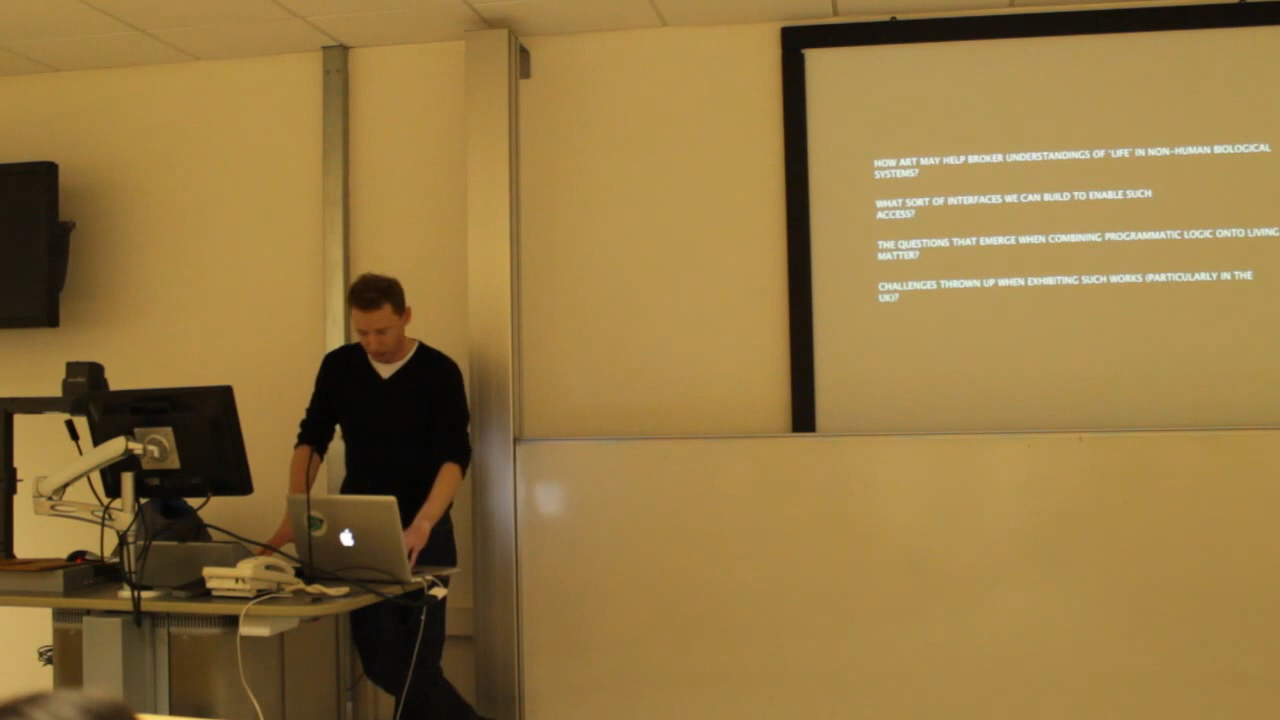 HOW ART MAY HELP BROKER UNDERSTANDINGS OF "LIFE" IN NON-HUMAN BIOLOGICAL
SYSTEMS?
WHAT SORT OF INTERFACES WE CAN BUILD TO ENABLE SUCH
ACCESS?
THE QUESTIONS THAT EMERGE WHEN COMBINING PROGRAMMATIC LOGIC ONTO LIVING
MATTER?
CHALLENGES THROWN UP WHEN EXHIBITING SUCH WORKS (PARTICULARLY IN THE
UK)?